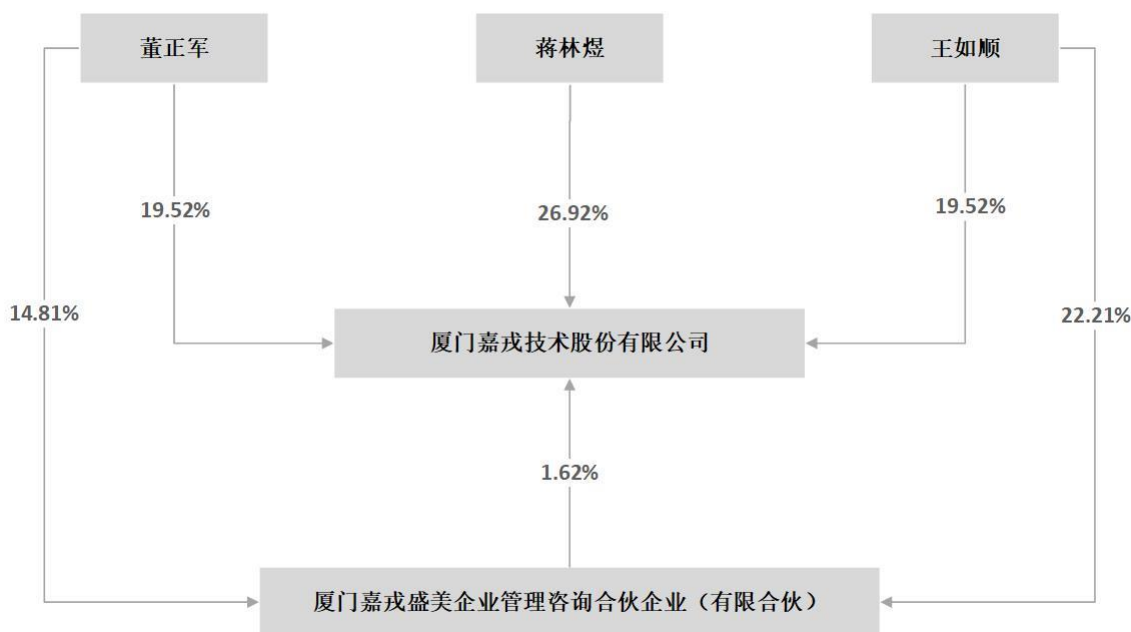 董正军
蒋林煜
王如顺
19.52%
26.92%
19.52%
14.81%
厦门嘉戎技术股份有限公司
22.21%
1.62%
厦门嘉戎盛美企业管理咨询合伙企业（有限合伙）